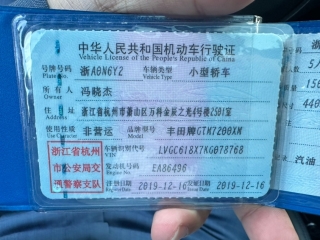 中华人民共和国机动车行驶证
Vehicle License of the People's Republic of China
号牌号码 浙A0N6Y2 车辆类型 小型轿车
Plate No. Vehicle Type
所有人 冯晓杰
Owner
住址 浙江省杭州市萧山区万科金辰之光4号楼2501室
Address
使用性质 非营运 品牌型号 丰田牌GTM7200XM
Use Character Model
浙江省杭州 车辆识别代号 LVGC618X7KG078768
VIN
市公安局交 发动机号码 EA86496
Engine No.
警察支队
注册日期 2019-12-16 发证日期 2019-12-16
Register Date Issue Date
浙A
5人
汽油